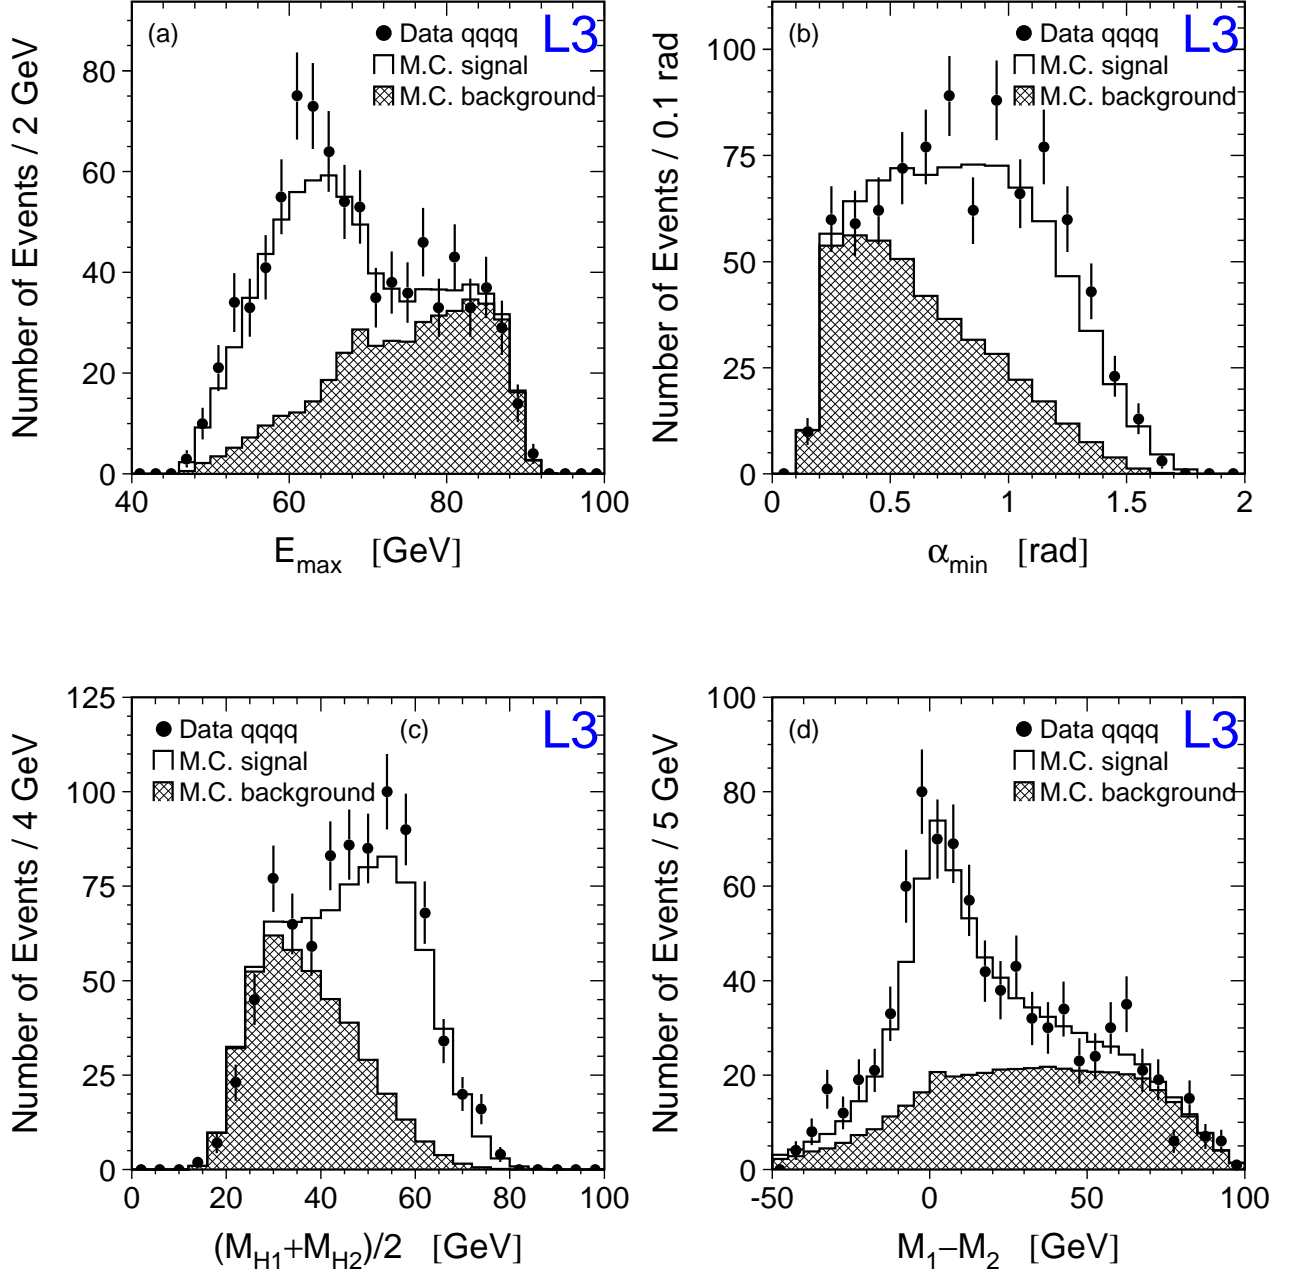 (a)
L3
Data qqqq
M.C. signal
M.C. background
Number of Events / 2 GeV
80
60
40
20
0
40 60 80 100
E_max [GeV]
(b)
L3
Data qqqq
M.C. signal
M.C. background
Number of Events / 0.1 rad
100
75
50
25
0
0 0.5 1 1.5 2
α_min [rad]
(c)
L3
Data qqqq
M.C. signal
M.C. background
Number of Events / 4 GeV
125
100
75
50
25
0
0 20 40 60 80 100
(M_H1+M_H2)/2 [GeV]
(d)
L3
Data qqqq
M.C. signal
M.C. background
Number of Events / 5 GeV
100
80
60
40
20
0
-50 0 50 100
M_1−M_2 [GeV]